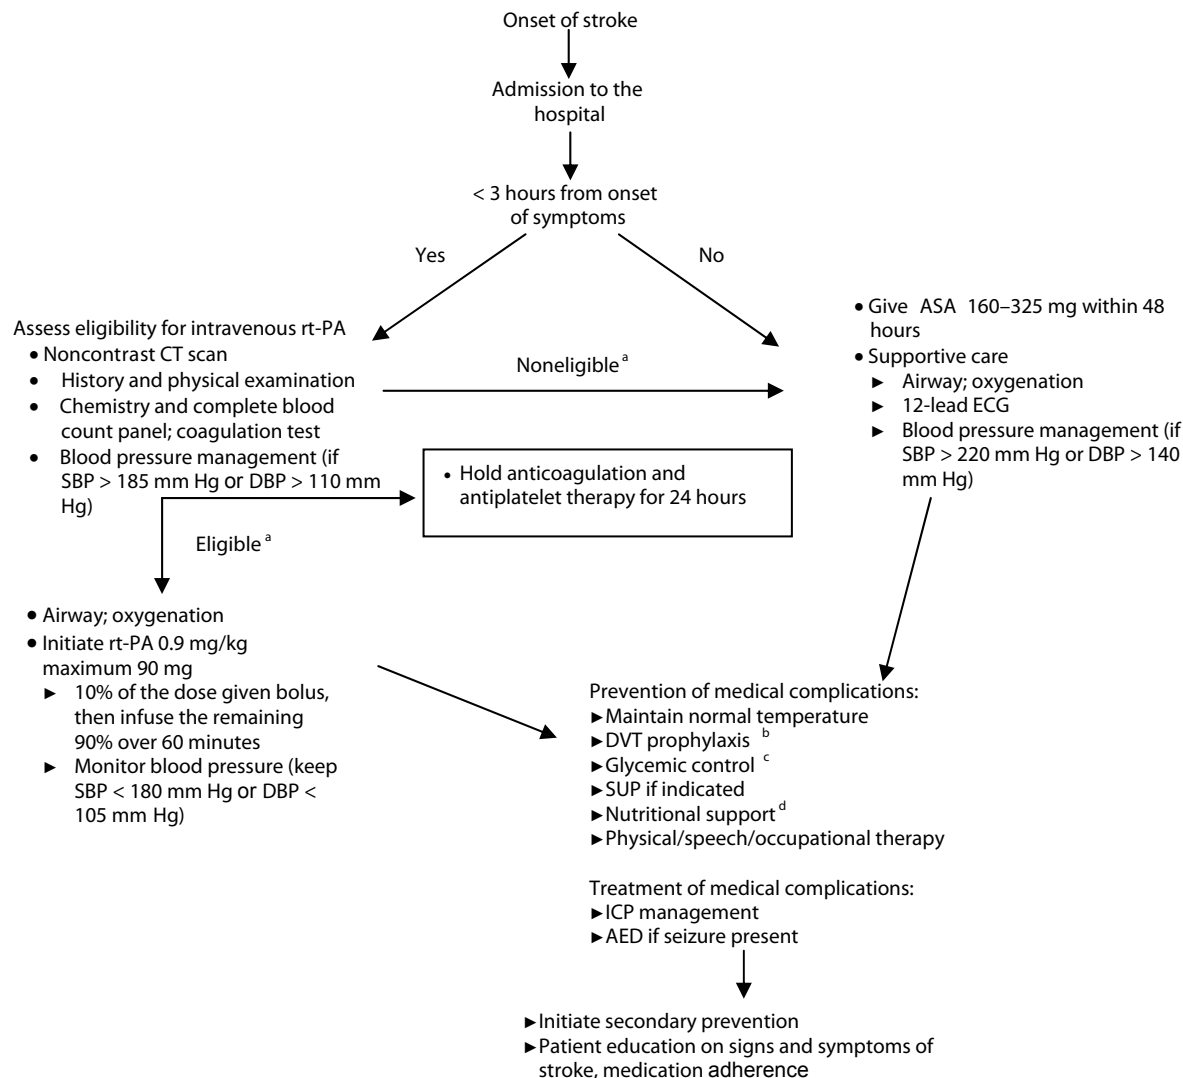 Onset of stroke
Admission to the
hospital
< 3 hours from onset
of symptoms
Yes
No
Assess eligibility for intravenous rt-PA
• Noncontrast CT scan
• History and physical examination
• Chemistry and complete blood
count panel; coagulation test
• Blood pressure management (if
SBP > 185 mm Hg or DBP > 110 mm
Hg)
Noneligible a
• Give ASA 160–325 mg within 48
hours
• Supportive care
► Airway; oxygenation
► 12-lead ECG
► Blood pressure management (if
SBP > 220 mm Hg or DBP > 140
mm Hg)
• Hold anticoagulation and
antiplatelet therapy for 24 hours
Eligible a
• Airway; oxygenation
• Initiate rt-PA 0.9 mg/kg
maximum 90 mg
► 10% of the dose given bolus,
then infuse the remaining
90% over 60 minutes
► Monitor blood pressure (keep
SBP < 180 mm Hg or DBP <
105 mm Hg)
Prevention of medical complications:
►Maintain normal temperature
►DVT prophylaxis b
►Glycemic control c
►SUP if indicated
►Nutritional support d
►Physical/speech/occupational therapy
Treatment of medical complications:
►ICP management
►AED if seizure present
►Initiate secondary prevention
►Patient education on signs and symptoms of
stroke, medication adherence